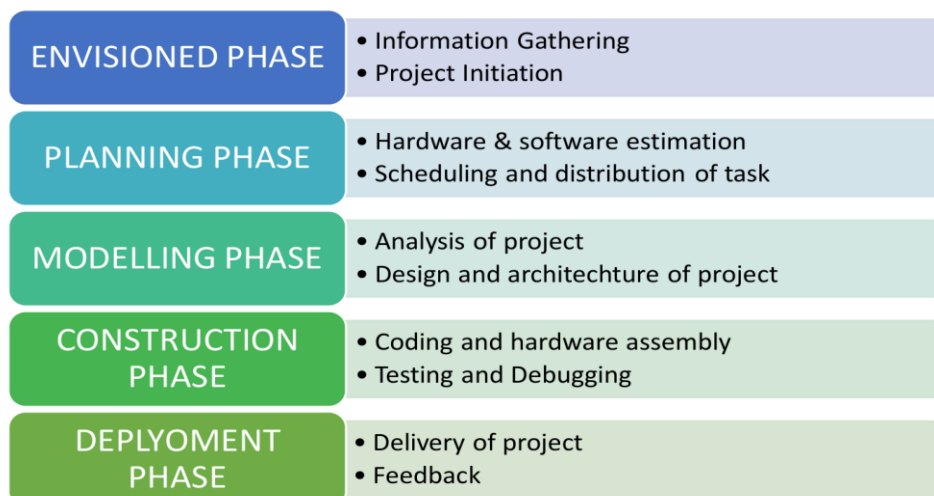 ENVISIONED PHASE
• Information Gathering
• Project Initiation
PLANNING PHASE
• Hardware & software estimation
• Scheduling and distribution of task
MODELLING PHASE
• Analysis of project
• Design and architechture of project
CONSTRUCTION
PHASE
• Coding and hardware assembly
• Testing and Debugging
DEPLYOMENT
PHASE
• Delivery of project
• Feedback